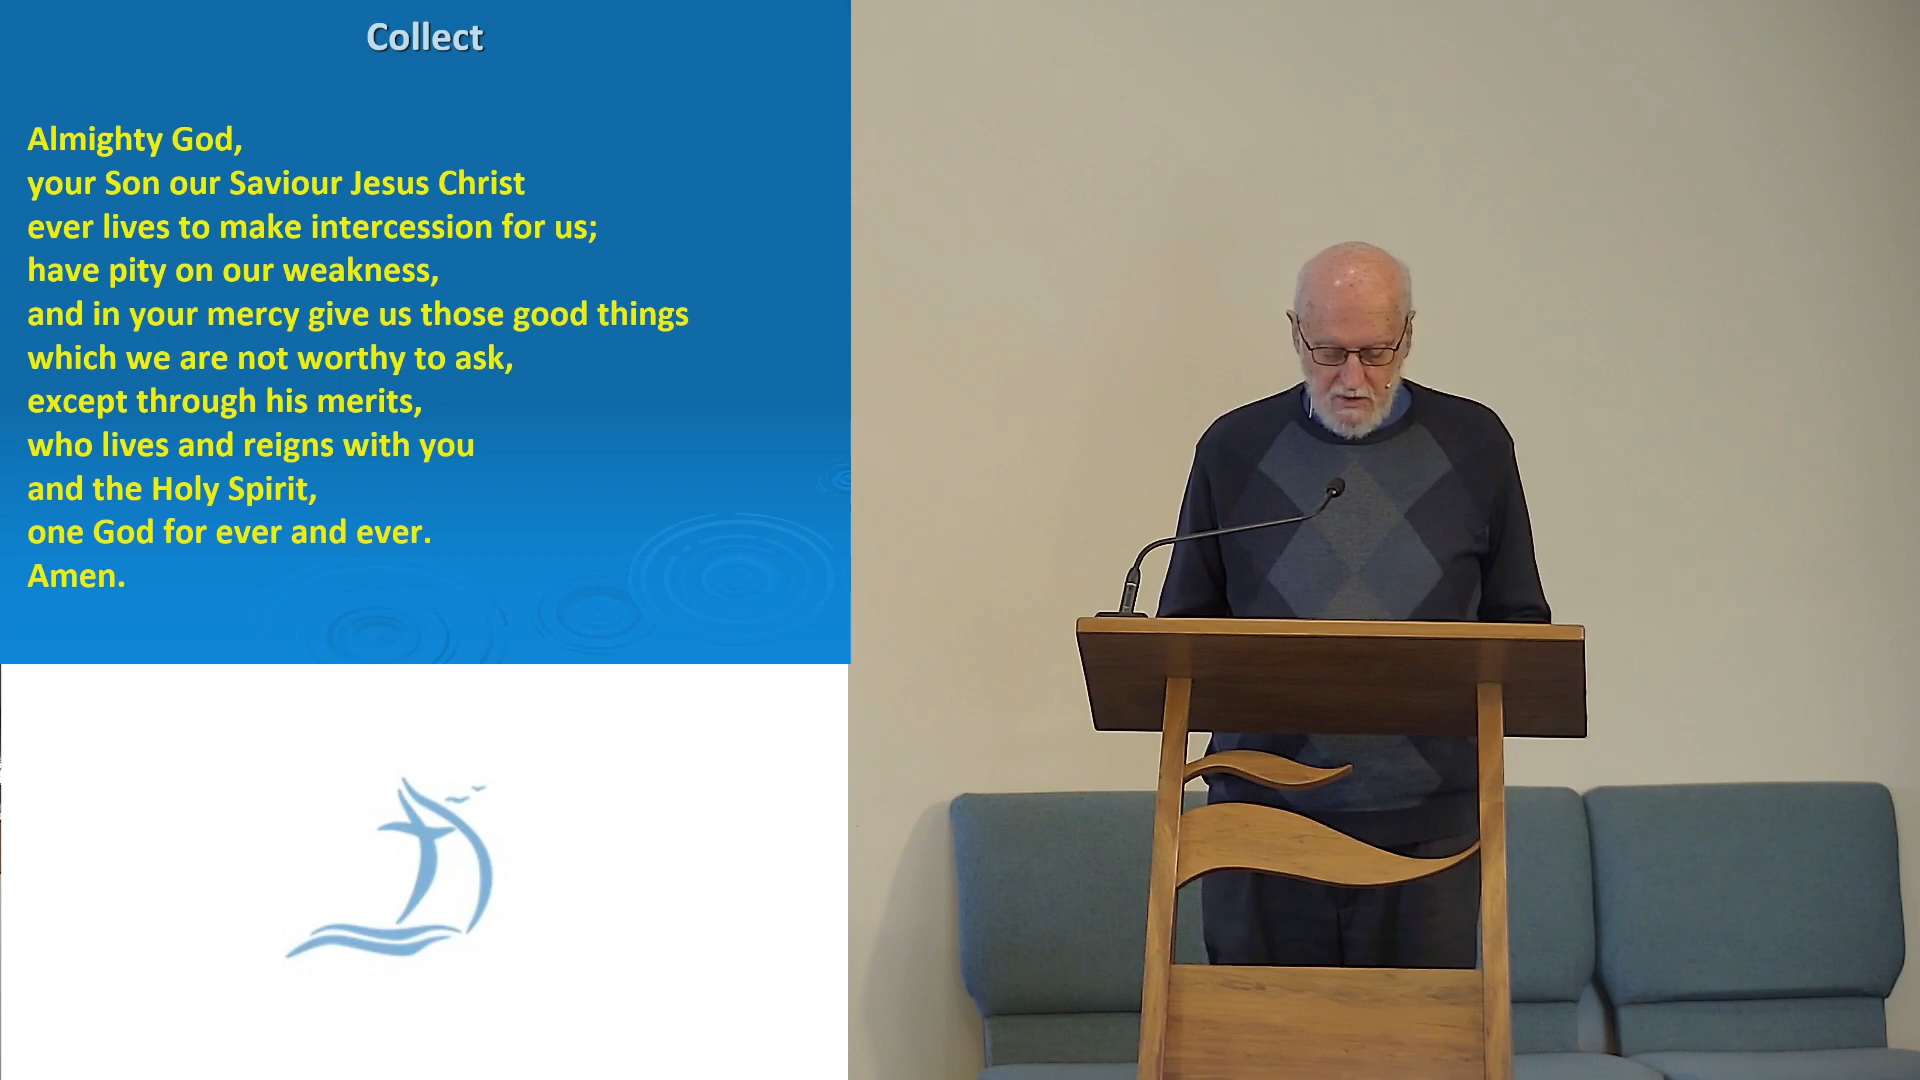 Collect
Almighty God,
your Son our Saviour Jesus Christ
ever lives to make intercession for us;
have pity on our weakness,
and in your mercy give us those good things
which we are not worthy to ask,
except through his merits,
who lives and reigns with you
and the Holy Spirit,
one God for ever and ever.
Amen.